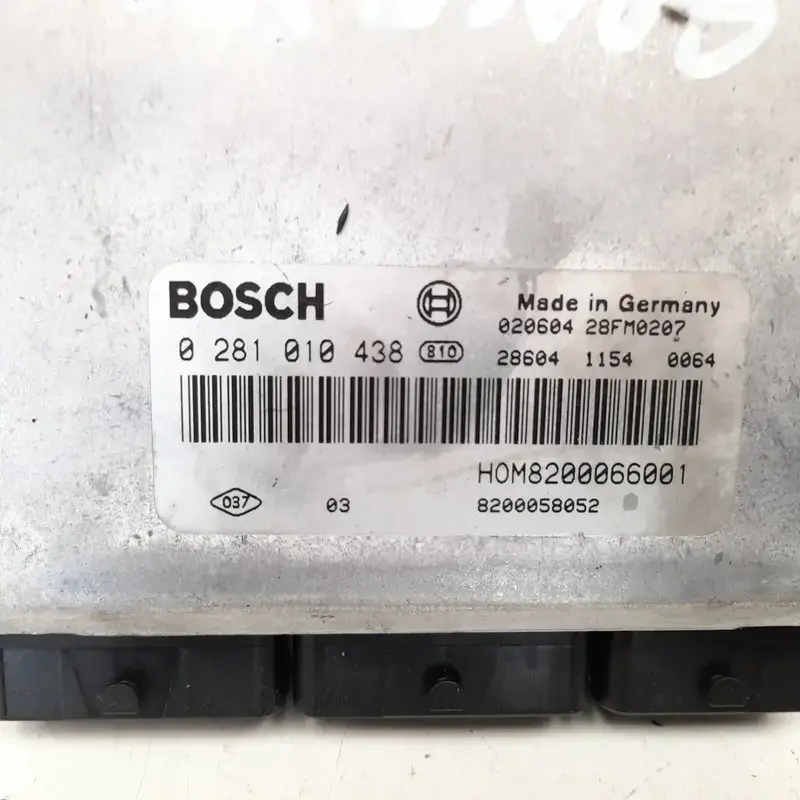 BOSCH
Made in Germany
020604 28FM0207
0 281 010 438 810
28604 1154 0064
HOM8200066001
037 03 8200058052